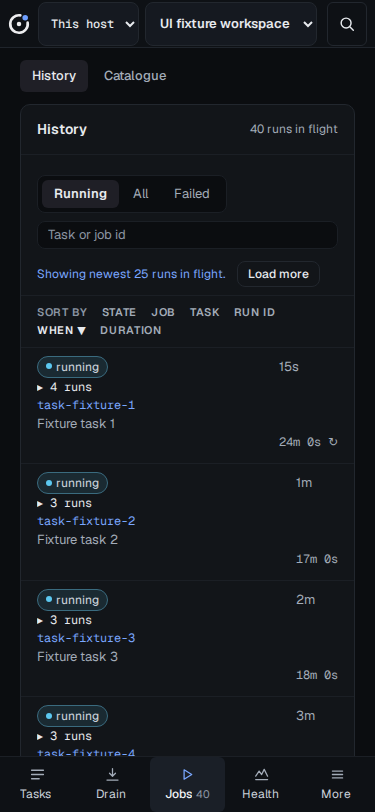 This host UI fixture workspace
History Catalogue
History 40 runs in flight
Running All Failed
Task or job id
Showing newest 25 runs in flight. Load more
SORT BY STATE JOB TASK RUN ID
WHEN ▼ DURATION
running 15s
▸ 4 runs
task-fixture-1
Fixture task 1
24m 0s ↻
running 1m
▸ 3 runs
task-fixture-2
Fixture task 2
17m 0s
running 2m
▸ 3 runs
task-fixture-3
Fixture task 3
18m 0s
running 3m
▸ 3 runs
task-fixture-4
Tasks Drain Jobs 40 Health More